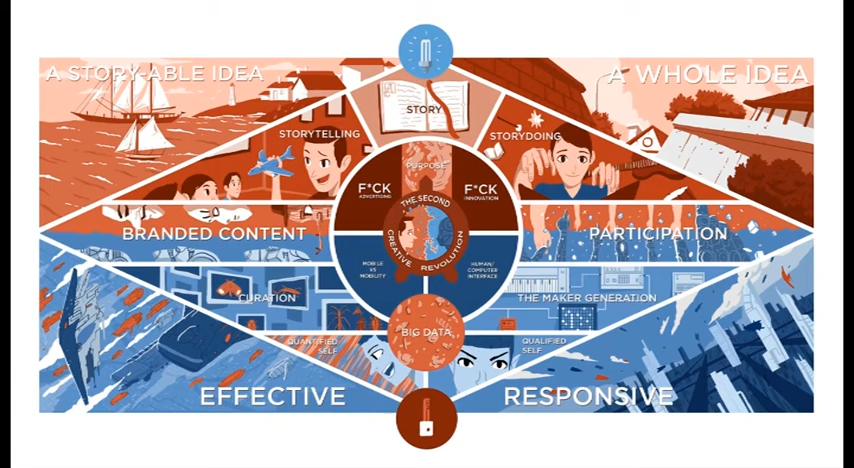 A STORY-ABLE IDEA
A WHOLE IDEA
STORY
STORYTELLING
STORYDOING
PURPOSE
F*CK
ADVERTISING
F*CK
INNOVATION
THE SECOND
CREATIVE REVOLUTION
BRANDED CONTENT
PARTICIPATION
MOBILE
VS
MOBILITY
HUMAN/
COMPUTER
INTERFACE
CURATION
THE MAKER GENERATION
BIG DATA
QUANTIFIED
SELF
QUALIFIED
SELF
EFFECTIVE
RESPONSIVE